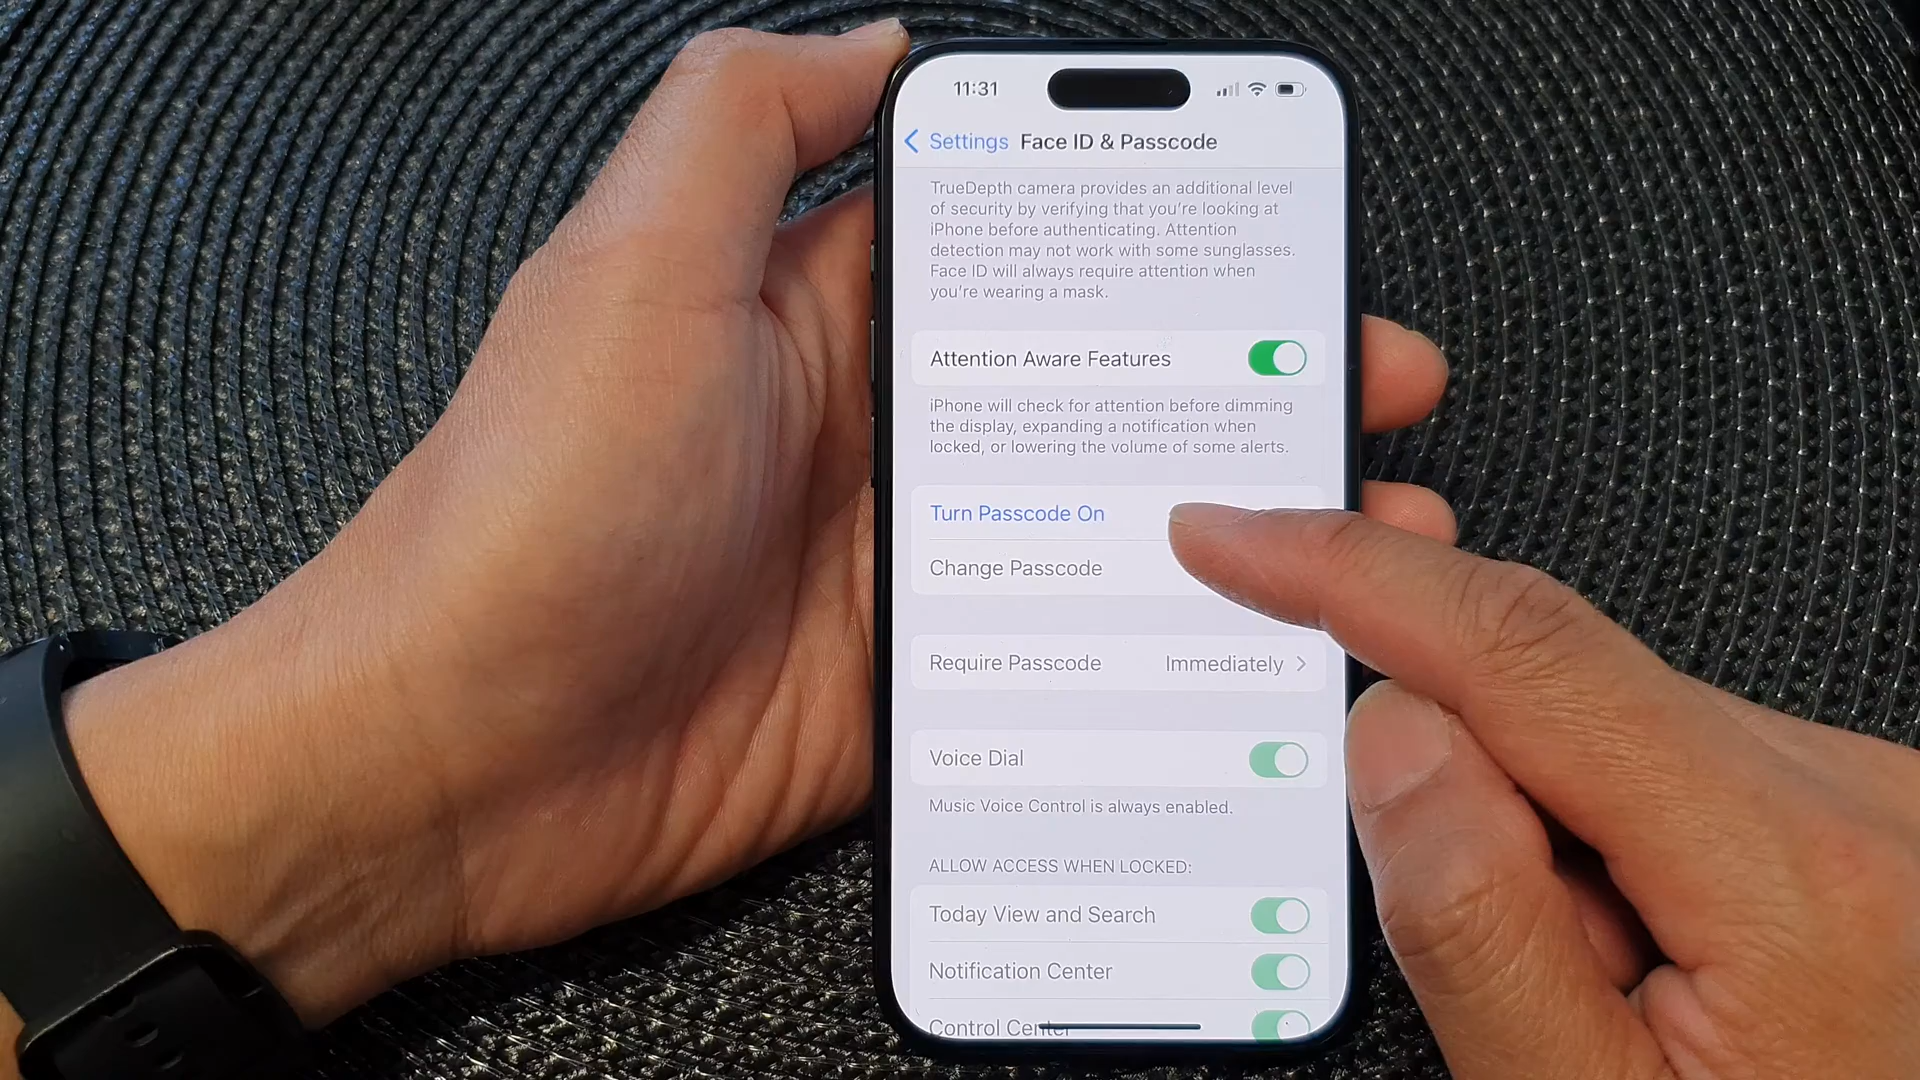 11:31
Settings Face ID & Passcode
TrueDepth camera provides an additional level
of security by verifying that you're looking at
iPhone before authenticating. Attention
detection may not work with some sunglasses.
Face ID will always require attention when
you're wearing a mask.
Attention Aware Features
iPhone will check for attention before dimming
the display, expanding a notification when
locked, or lowering the volume of some alerts.
Turn Passcode On
Change Passcode
Require Passcode Immediately
Voice Dial
Music Voice Control is always enabled.
ALLOW ACCESS WHEN LOCKED:
Today View and Search
Notification Center
Control Center